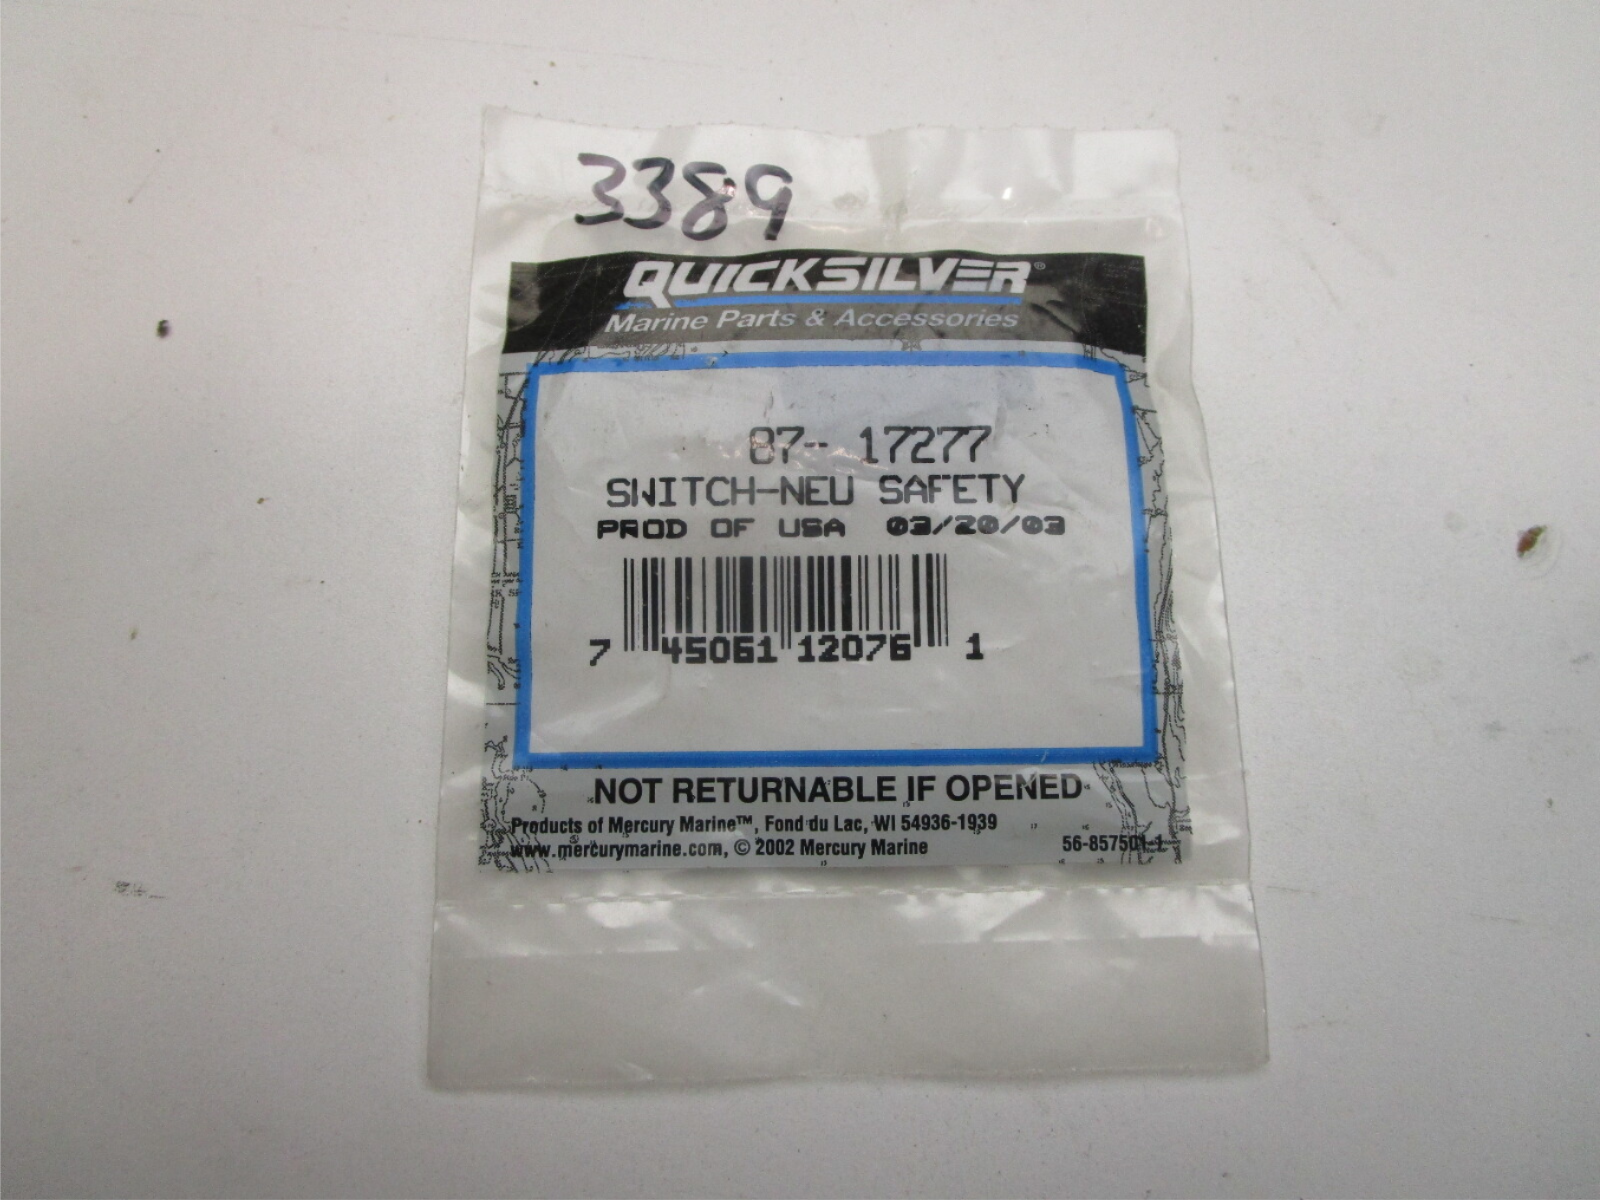 3389
QUICKSILVER®
Marine Parts & Accessories
87- 17277
SWITCH-NEU SAFETY
PROD OF USA 03/20/03
7 45061 12076 1
NOT RETURNABLE IF OPENED
Products of Mercury Marine™, Fond du Lac, WI 54936-1939
www.mercurymarine.com, © 2002 Mercury Marine 56-857501-1